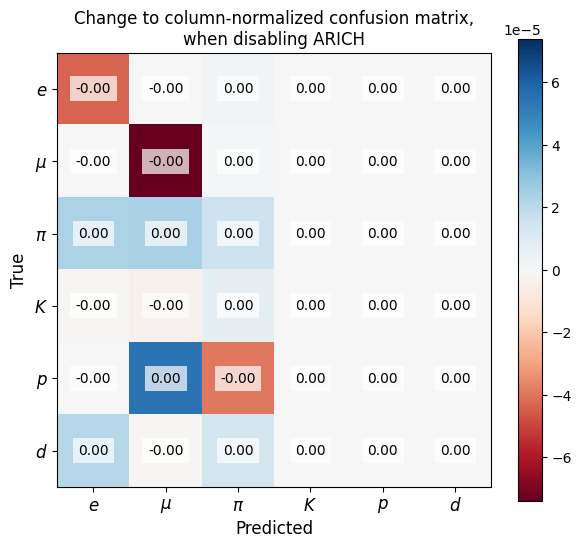 Change to column-normalized confusion matrix,
when disabling ARICH
1e−5
e -0.00 -0.00 0.00 0.00 0.00 0.00
μ -0.00 -0.00 0.00 0.00 0.00 0.00
π 0.00 0.00 0.00 0.00 0.00 0.00
K -0.00 -0.00 0.00 0.00 0.00 0.00
p -0.00 0.00 -0.00 0.00 0.00 0.00
d 0.00 -0.00 0.00 0.00 0.00 0.00
e μ π K p d
Predicted
True
6
4
2
0
−2
−4
−6